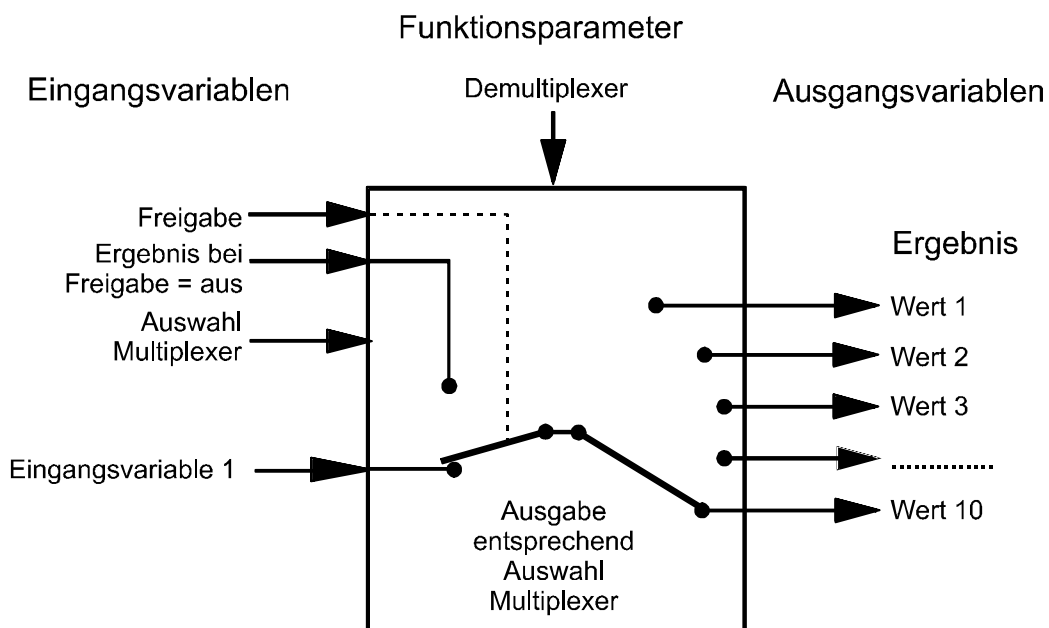 Funktionsparameter
Eingangsvariablen
Demultiplexer
Ausgangsvariablen
Freigabe
Ergebnis bei
Freigabe = aus
Auswahl
Multiplexer
Eingangsvariable 1
Ergebnis
Wert 1
Wert 2
Wert 3
....................
Wert 10
Ausgabe
entsprechend
Auswahl
Multiplexer